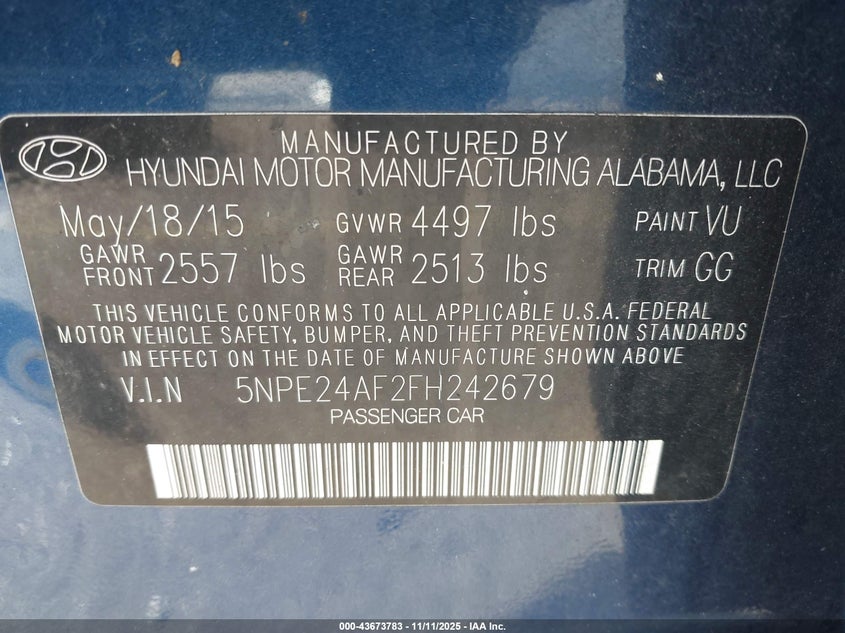 MANUFACTURED BY
HYUNDAI MOTOR MANUFACTURING ALABAMA, LLC
May/18/15 GVWR 4497 lbs PAINT VU
GAWR FRONT 2557 lbs GAWR REAR 2513 lbs TRIM GG
THIS VEHICLE CONFORMS TO ALL APPLICABLE U.S.A. FEDERAL
MOTOR VEHICLE SAFETY, BUMPER, AND THEFT PREVENTION STANDARDS
IN EFFECT ON THE DATE OF MANUFACTURE SHOWN ABOVE
V.I.N 5NPE24AF2FH242679
PASSENGER CAR
000-43673783 - 11/11/2025 - IAA Inc.